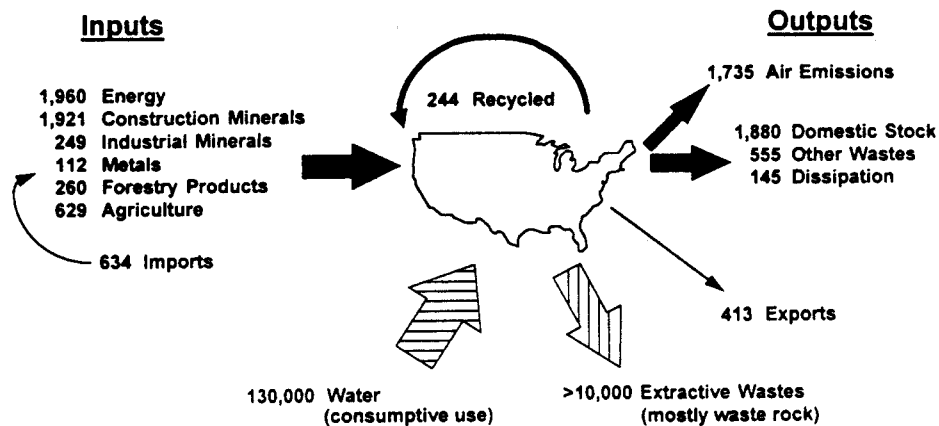 Inputs
1,960 Energy
1,921 Construction Minerals
249 Industrial Minerals
112 Metals
260 Forestry Products
629 Agriculture
634 Imports
244 Recycled
Outputs
1,735 Air Emissions
1,880 Domestic Stock
555 Other Wastes
145 Dissipation
413 Exports
130,000 Water
(consumptive use)
>10,000 Extractive Wastes
(mostly waste rock)